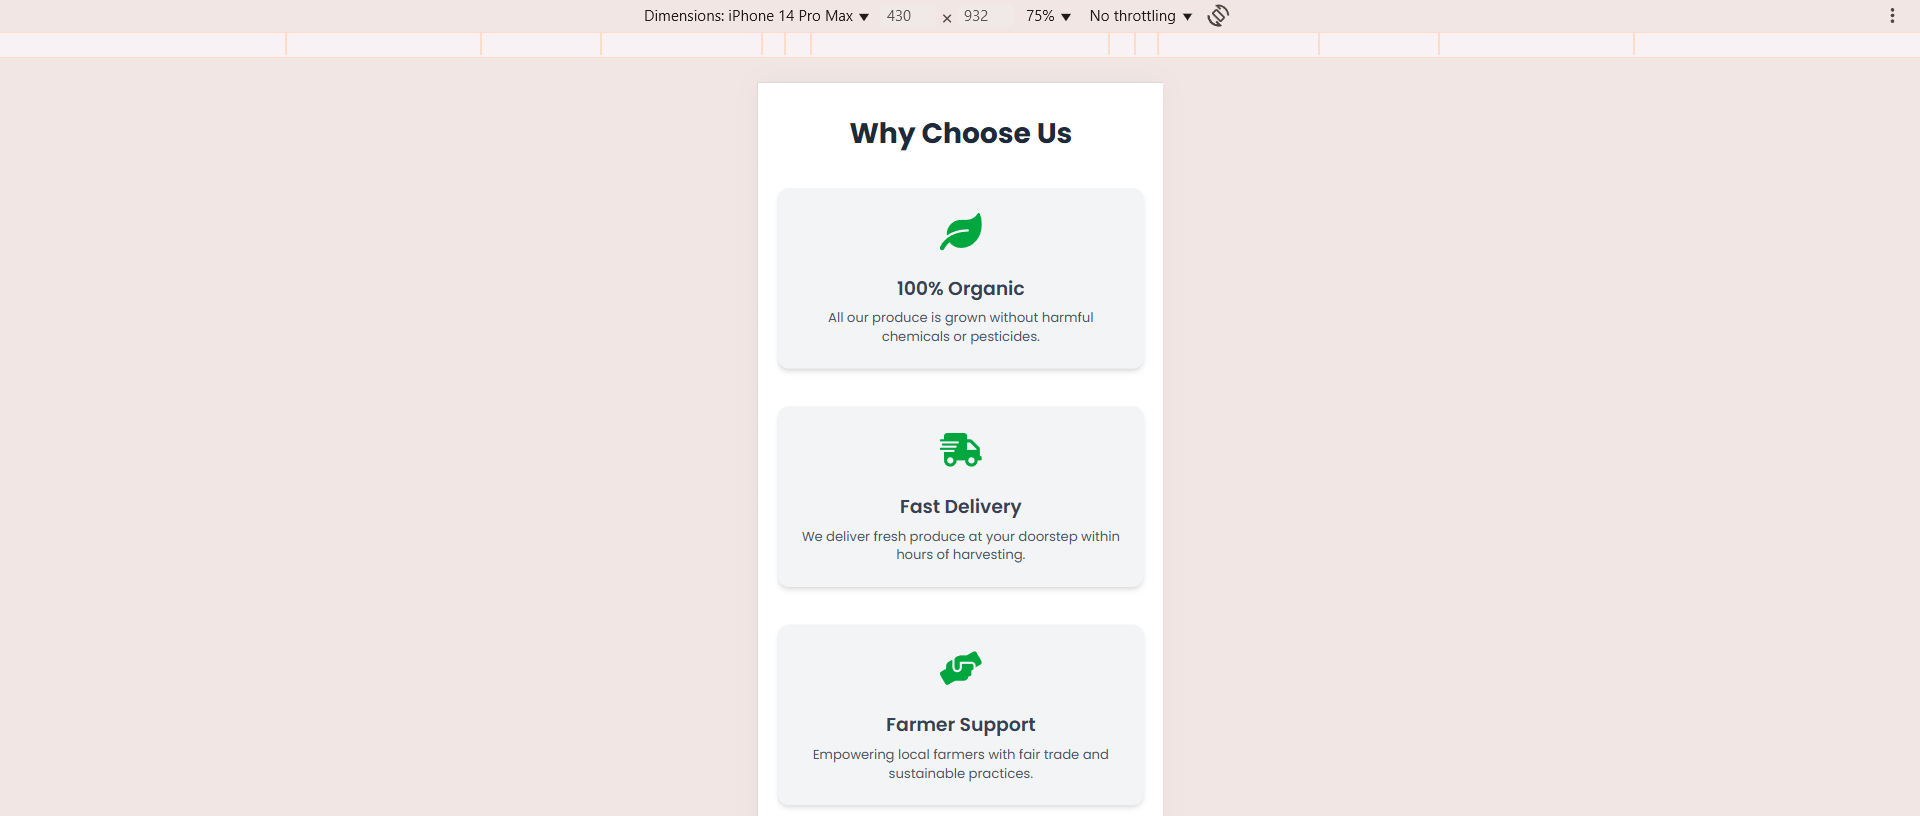 Dimensions: iPhone 14 Pro Max ▼ 430 × 932 75% ▼ No throttling ▼
Why Choose Us
100% Organic
All our produce is grown without harmful
chemicals or pesticides.
Fast Delivery
We deliver fresh produce at your doorstep within
hours of harvesting.
Farmer Support
Empowering local farmers with fair trade and
sustainable practices.